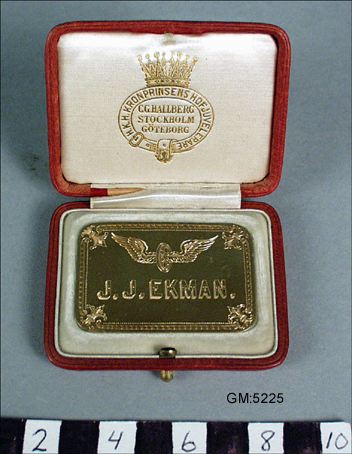 H.K.H. KRONPRINSENS HOFJUVELERARE
C.G. HALLBERG
STOCKHOLM
GÖTEBORG
J. J. EKMAN.
GM:5225
2 4 6 8 10